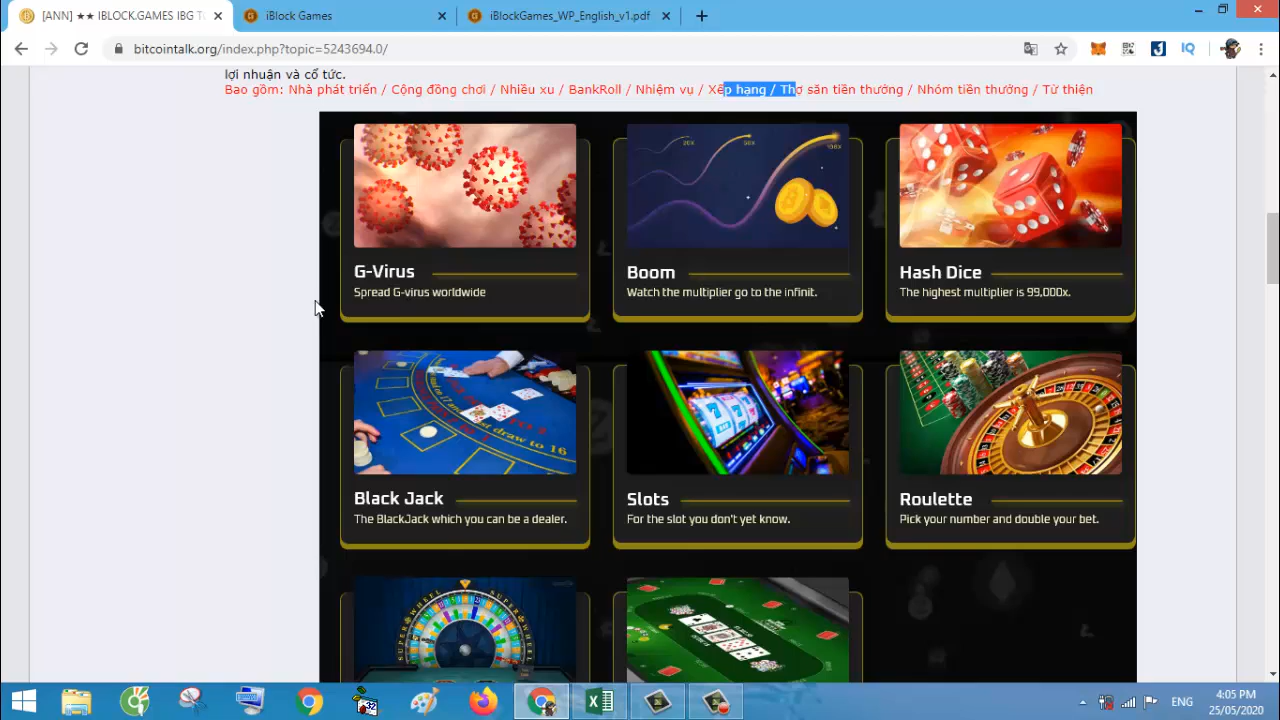 [ANN] ★★ IBLOCK.GAMES IBG T
iBlock Games
iBlockGames_WP_English_v1.pdf
bitcointalk.org/index.php?topic=5243694.0/
IQ
lợi nhuận và cổ tức.
Bao gồm: Nhà phát triển / Cộng đồng chơi / Nhiều xu / BankRoll / Nhiệm vụ / Xếp hạng / Thợ săn tiền thưởng / Nhóm tiền thưởng / Từ thiện
20X
50X
100X
G-Virus
Boom
Hash Dice
Spread G-virus worldwide
Watch the multiplier go to the infinit.
The highest multiplier is 99,000x.
Black Jack
Slots
Roulette
The BlackJack which you can be a dealer.
For the slot you don't yet know.
Pick your number and double your bet.
ENG
4:05 PM
25/05/2020